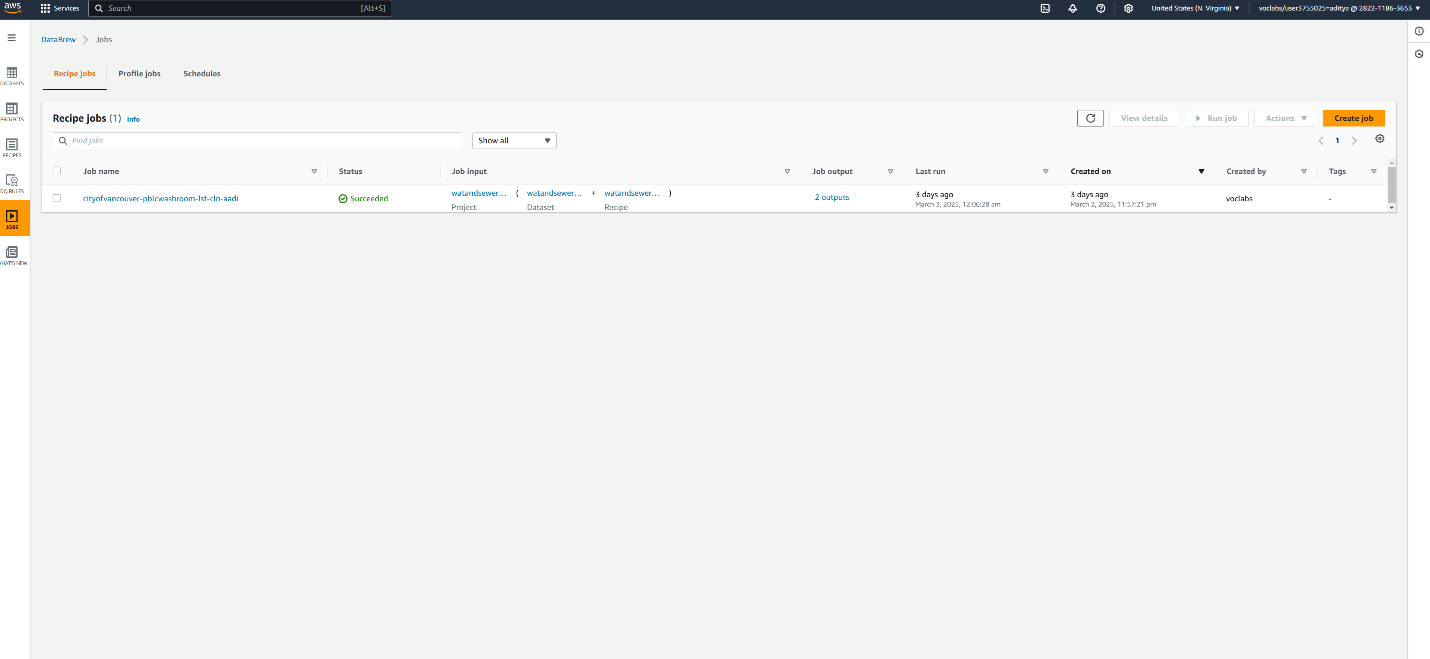 aws
Services
Search [Alt+S]
United States (N. Virginia)
voclabs/user3755025=aditya @ 2822-1186-3653
DataBrew > Jobs
DATASETS
PROJECTS
RECIPES
DQ RULES
JOBS
HAT'S NEW
Recipe jobs Profile jobs Schedules
Recipe jobs (1) Info
View details Run job Actions Create job
Find jobs
Show all
1
Job name Status Job input Job output Last run Created on Created by Tags
cityofvancouver-pblcwashroom-lst-cln-aadi Succeeded watandsewer... ( watandsewer... + watandsewer... ) 2 outputs 3 days ago 3 days ago voclabs -
Project Dataset Recipe March 3, 2025, 12:06:28 am March 2, 2025, 11:57:21 pm